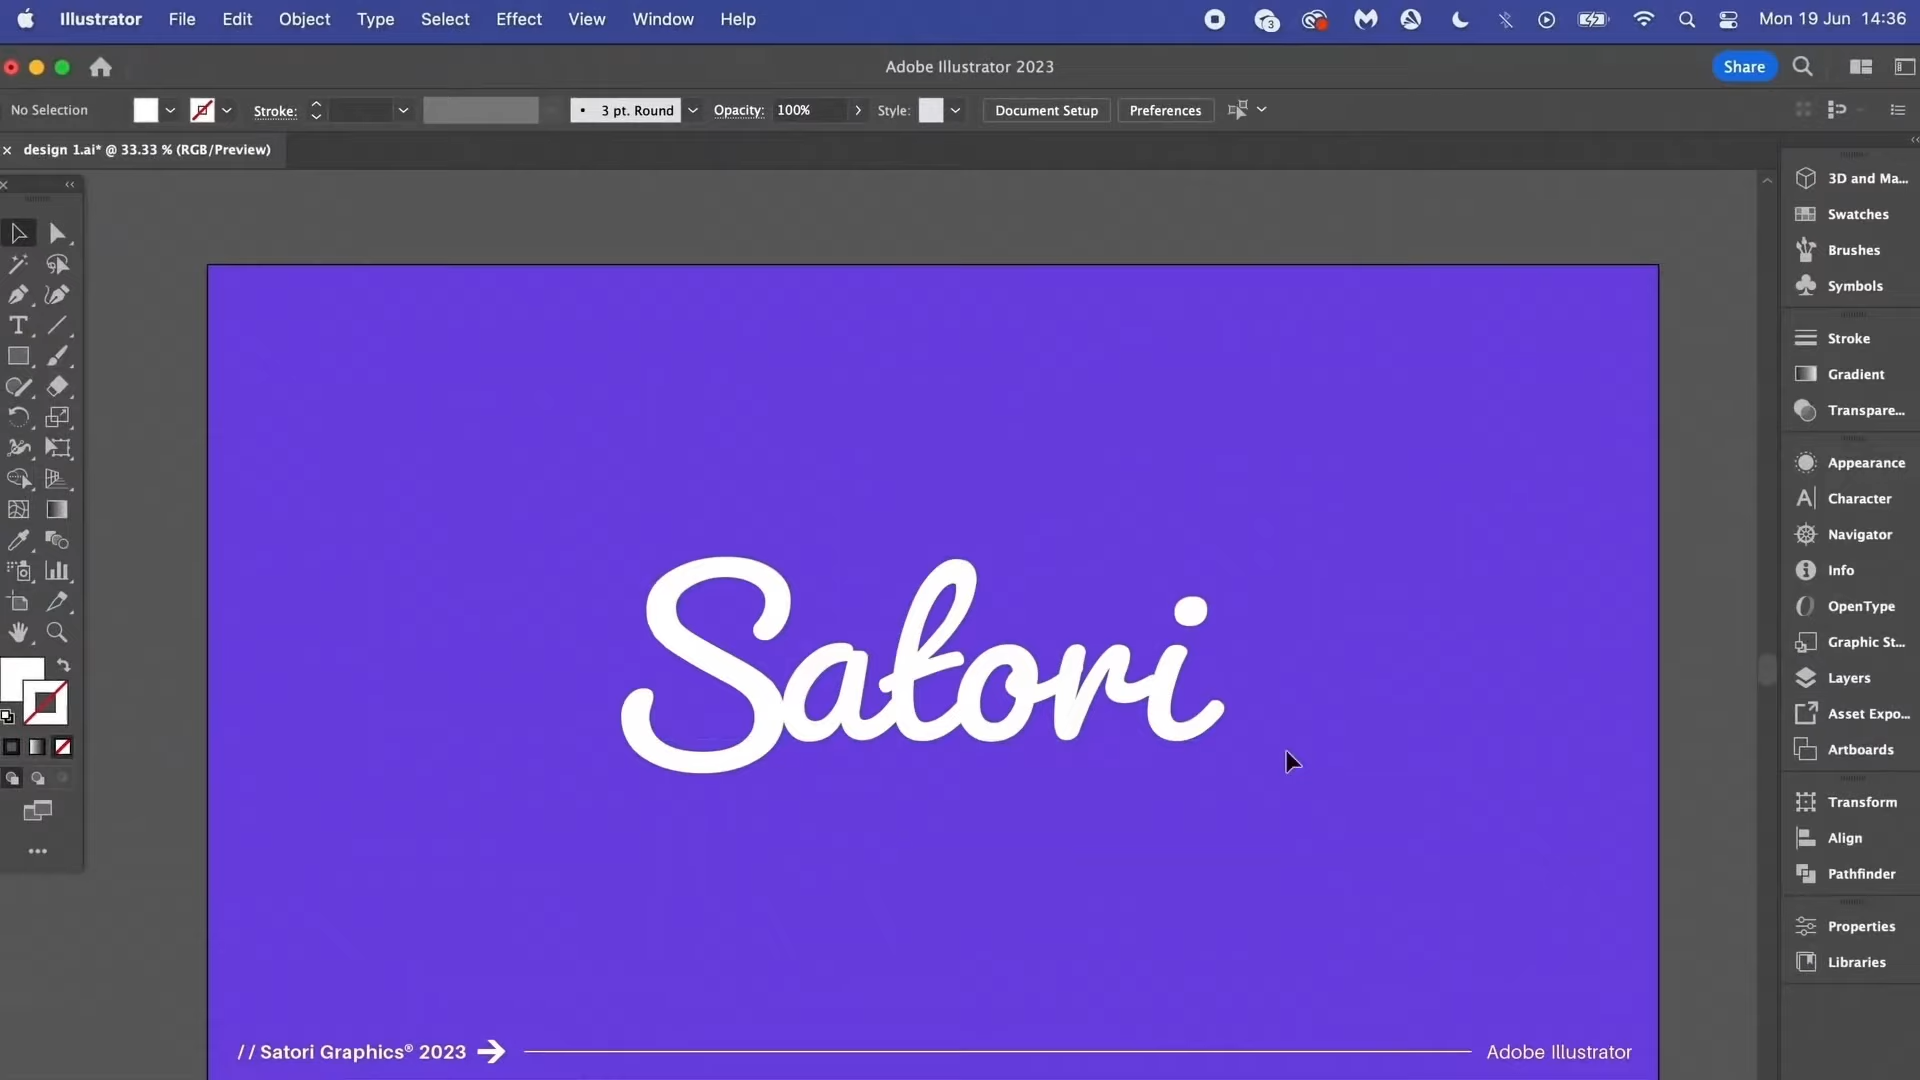 Illustrator File Edit Object Type Select Effect View Window Help 3 Mon 19 Jun 14:36
Adobe Illustrator 2023 Share
No Selection Stroke: 3 pt. Round Opacity: 100% Style: Document Setup Preferences
design 1.ai* @ 33.33 % (RGB/Preview)
3D and Ma...
Swatches
Brushes
Symbols
Stroke
Gradient
Transpare...
Appearance
Character
Navigator
Info
OpenType
Graphic St...
Layers
Asset Expo...
Artboards
Transform
Align
Pathfinder
Properties
Libraries
Satori
// Satori Graphics® 2023
Adobe Illustrator